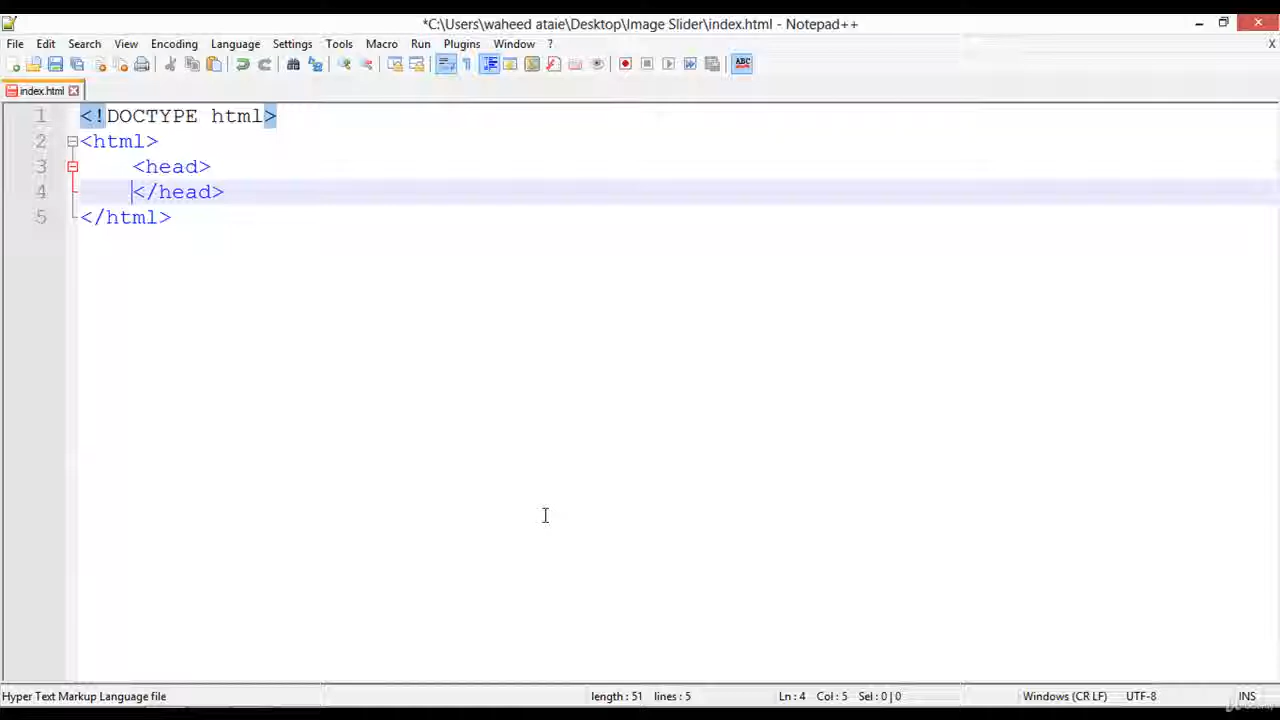 *C:\Users\waheed ataie\Desktop\Image Slider\index.html - Notepad++
File Edit Search View Encoding Language Settings Tools Macro Run Plugins Window ? X
ABC
index.html
1 <!DOCTYPE html>
2 <html>
3 <head>
4 </head>
5 </html>
Hyper Text Markup Language file length : 51 lines : 5 Ln : 4 Col : 5 Sel : 0 | 0 Windows (CR LF) UTF-8 INS